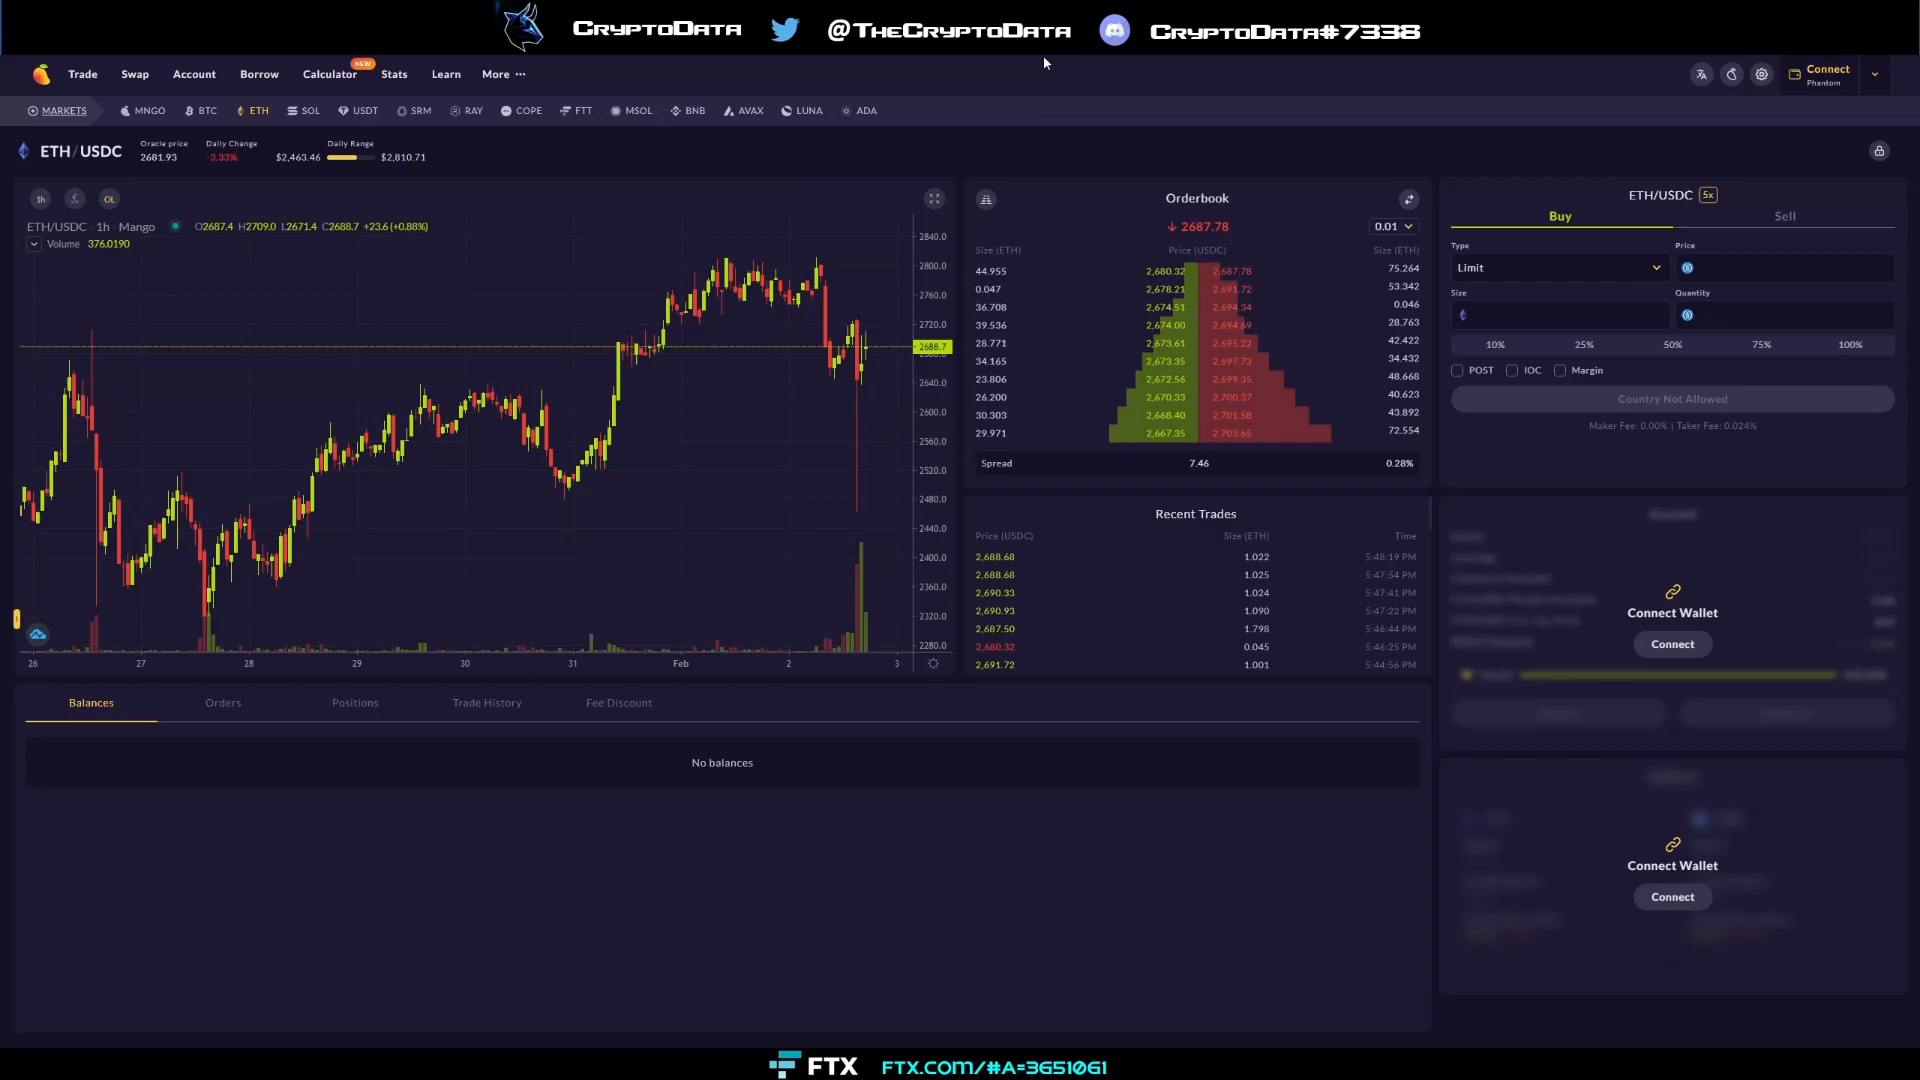 CryptoData @TheCryptoData CryptoData#7338
Trade Swap Account Borrow Calculator NEW Stats Learn More ··· Connect
Phantom
MARKETS MNGO BTC ETH SOL USDT SRM RAY COPE FTT MSOL BNB AVAX LUNA ADA
ETH/USDC
Oracle price Daily Change Daily Range
2681.93 -3.33% $2,463.46 $2,810.71
1h OL
ETH/USDC · 1h · Mango O2687.4 H2709.0 L2671.4 C2688.7 +23.6 (+0.88%)
Volume 376.0190
2840.0
2800.0
2760.0
2720.0
2688.7
2640.0
2600.0
2560.0
2520.0
2480.0
2440.0
2400.0
2360.0
2320.0
2280.0
26 27 28 29 30 31 Feb 2 3
Orderbook
↓ 2687.78 0.01
Size (ETH) Price (USDC) Size (ETH)
44.955 2,680.32 2,687.78 75.264
0.047 2,678.21 2,691.72 53.342
36.708 2,674.51 2,694.34 0.046
39.536 2,674.00 2,694.69 28.763
28.771 2,673.61 2,695.22 42.422
34.165 2,673.35 2,697.73 34.432
23.806 2,672.56 2,699.35 48.668
26.200 2,670.33 2,700.37 40.623
30.303 2,668.40 2,701.58 43.892
29.971 2,667.35 2,703.65 72.554
Spread 7.46 0.28%
Recent Trades
Price (USDC) Size (ETH) Time
2,688.68 1.022 5:48:19 PM
2,688.68 1.025 5:47:54 PM
2,690.33 1.024 5:47:41 PM
2,690.93 1.090 5:47:22 PM
2,687.50 1.798 5:46:44 PM
2,680.32 0.045 5:46:25 PM
2,691.72 1.001 5:44:56 PM
ETH/USDC 5x
Buy Sell
Type Price
Limit
Size Quantity
10% 25% 50% 75% 100%
POST IOC Margin
Country Not Allowed
Maker Fee: 0.00% | Taker Fee: 0.024%
Connect Wallet
Connect
Connect Wallet
Connect
Balances Orders Positions Trade History Fee Discount
No balances
FTX FTX.com/#a=3651061